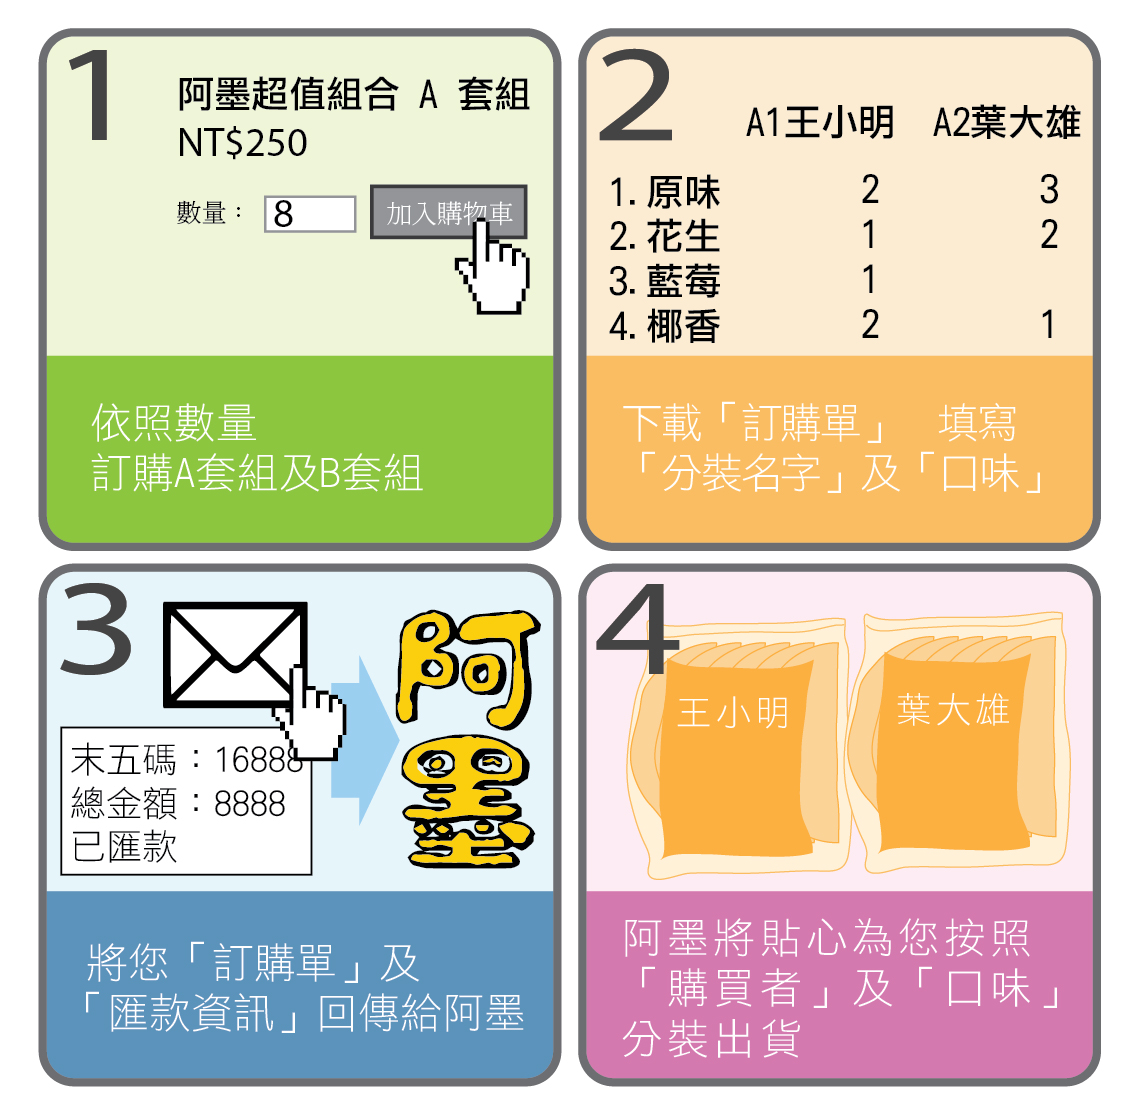 1
阿墨超值組合 A 套組
NT$250
數量： 8 加入購物車
依照數量
訂購A套組及B套組
2
A1王小明 A2葉大雄
1. 原味 2 3
2. 花生 1 2
3. 藍莓 1
4. 椰香 2 1
下載「訂購單」 填寫
「分裝名字」及「口味」
3
阿墨
末五碼：16888
總金額：8888
已匯款
將您「訂購單」及
「匯款資訊」回傳給阿墨
4
王小明 葉大雄
阿墨將貼心為您按照
「購買者」及「口味」
分裝出貨